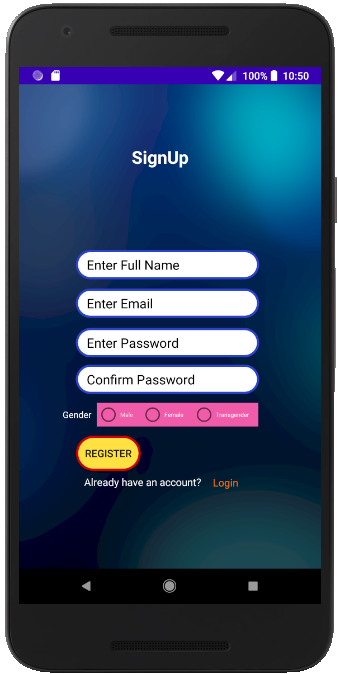 100% 10:50
SignUp
Enter Full Name
Enter Email
Enter Password
Confirm Password
Gender Male Female Transgender
REGISTER
Already have an account? Login